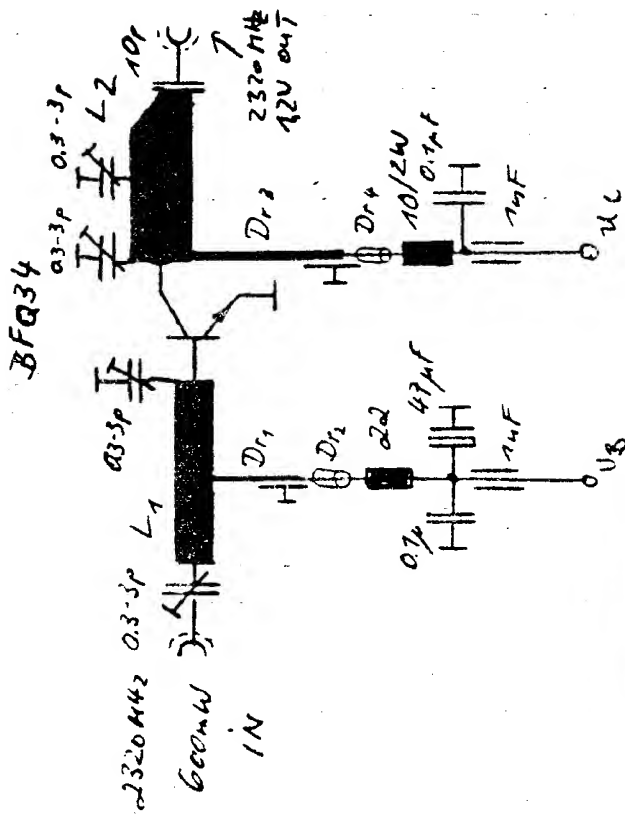 BFQ34
2320 MHz
600mW
IN
0.3-3p
L1
0.3-3p
0.3-3p
0.3-3p
L2
10p
2320 MHz
1,2W OUT
Dr1
Dr2
22
0.1µ
47µF
1nF
UB
Dr3
Dr4
10/2W
0.1µF
1nF
UC